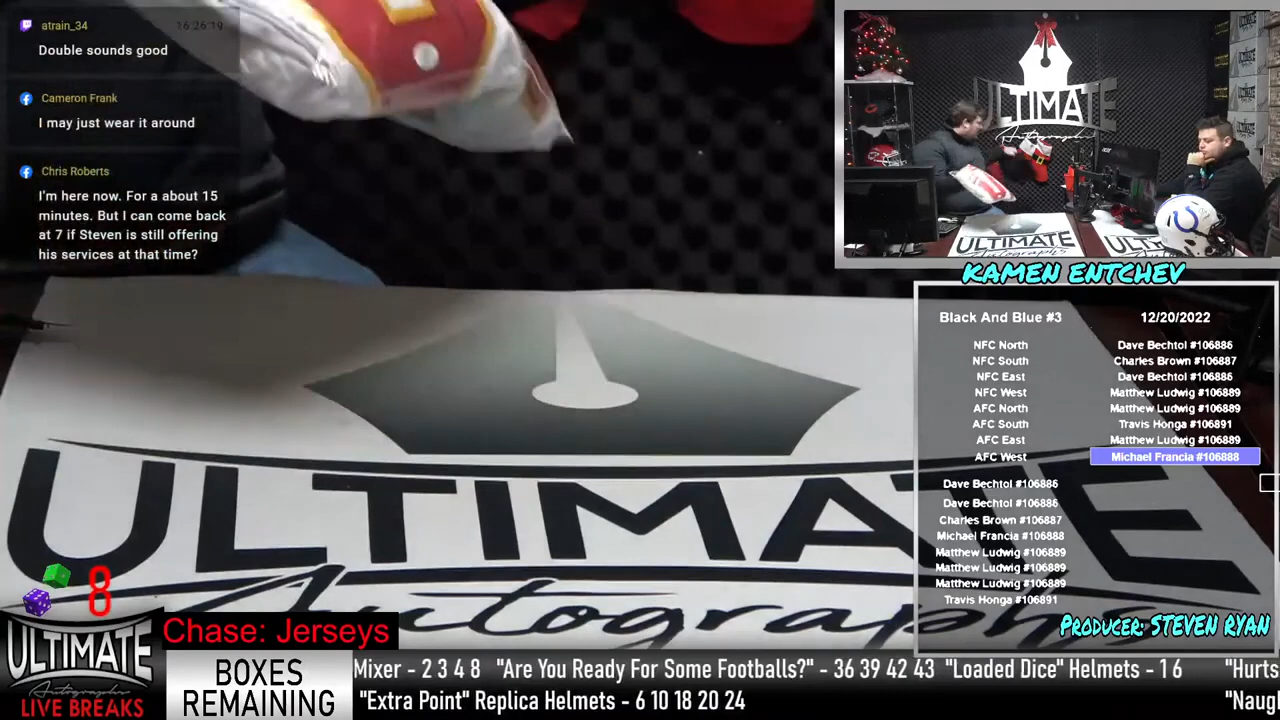 atrain_34 16:26:19
Double sounds good
Cameron Frank
I may just wear it around
Chris Roberts
I'm here now. For a about 15
minutes. But I can come back
at 7 if Steven is still offering
his services at that time?
ULTIMA
ULTIMATE
Autographs
KAMEN ENTCHEV
Black And Blue #3 12/20/2022
NFC North Dave Bechtol #106886
NFC South Charles Brown #106887
NFC East Dave Bechtol #106886
NFC West Matthew Ludwig #106889
AFC North Matthew Ludwig #106889
AFC South Travis Honga #106891
AFC East Matthew Ludwig #106889
AFC West Michael Francia #106888
Dave Bechtol #106886
Dave Bechtol #106886
Charles Brown #106887
Michael Francia #106888
Matthew Ludwig #106889
Matthew Ludwig #106889
Matthew Ludwig #106889
Travis Honga #106891
Producer: STEVEN RYAN
ULTIMATE
Autographs
8
Chase: Jerseys
ULTIMATE
Autographs
LIVE BREAKS
BOXES
REMAINING
Mixer - 2 3 4 8 "Are You Ready For Some Footballs?" - 36 39 42 43 "Loaded Dice" Helmets - 1 6 "Hurts
"Extra Point" Replica Helmets - 6 10 18 20 24 "Naug